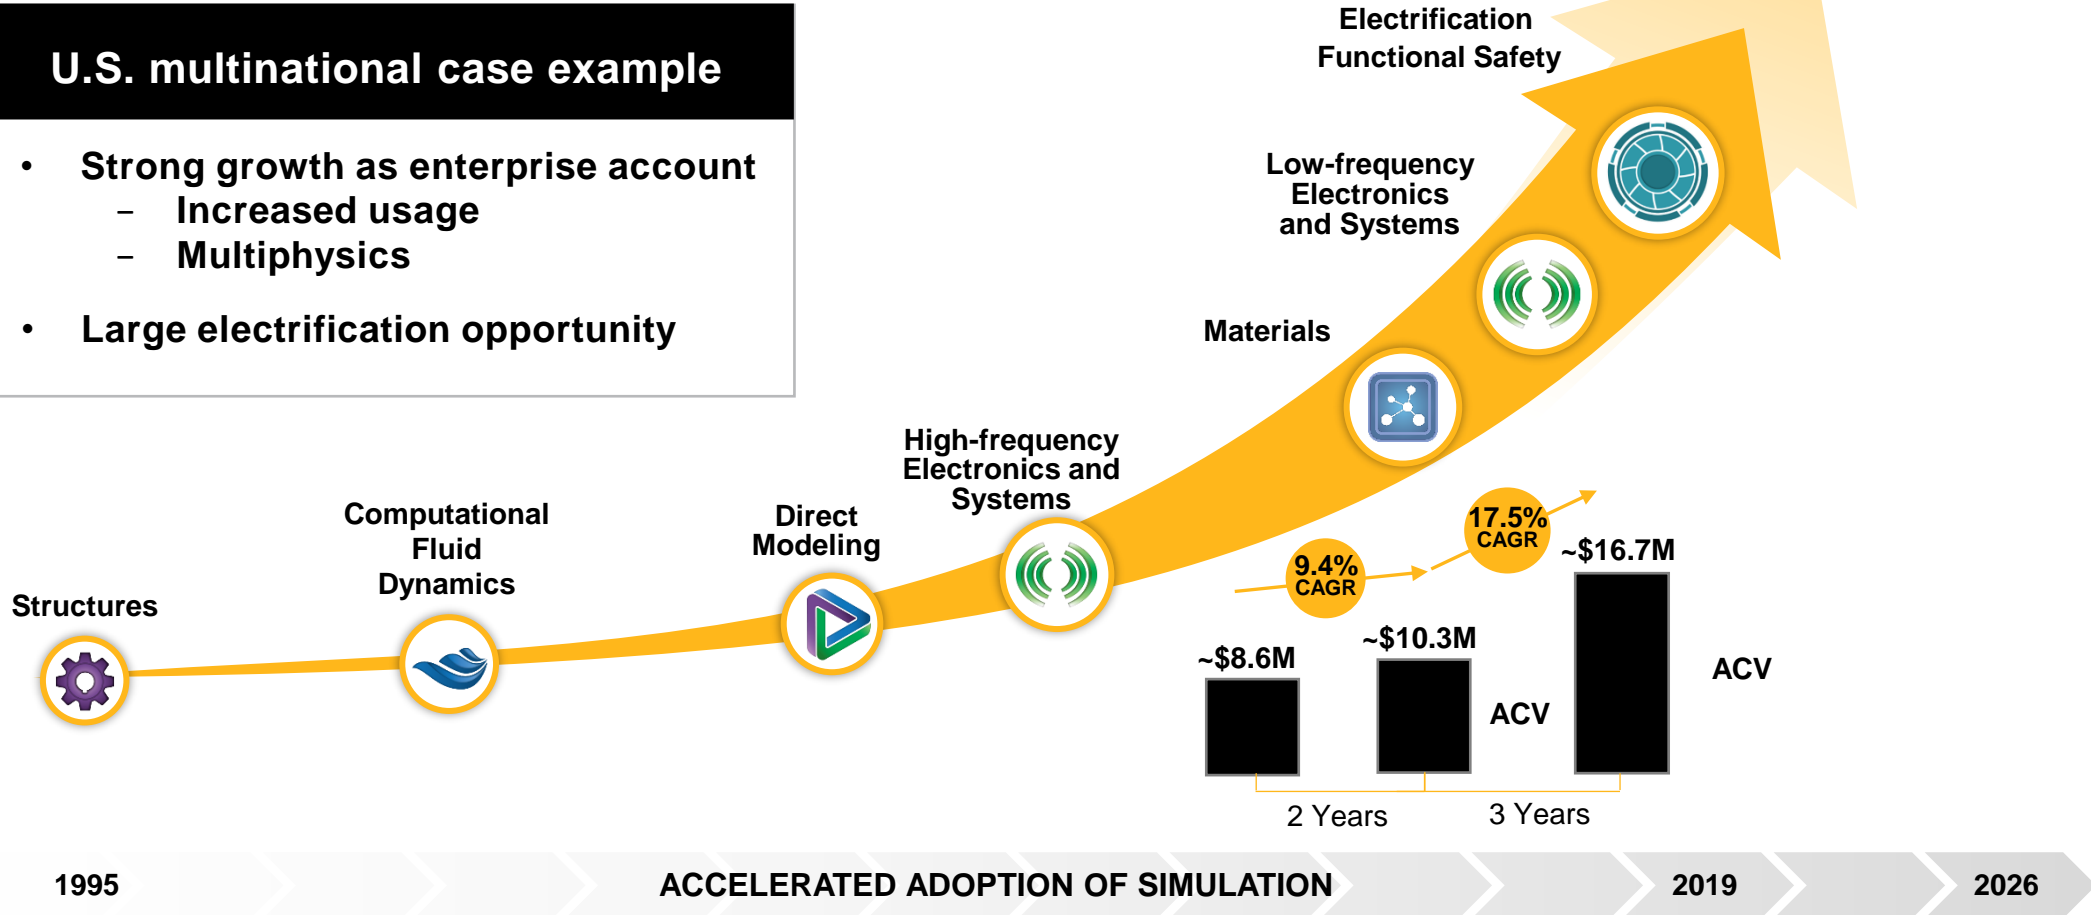 U.S. multinational case example
• Strong growth as enterprise account
– Increased usage
– Multiphysics
• Large electrification opportunity
Structures
Computational
Fluid
Dynamics
Direct
Modeling
High-frequency
Electronics and
Systems
Materials
Low-frequency
Electronics
and Systems
Electrification
Functional Safety
9.4%
CAGR
17.5%
CAGR
~$8.6M
~$10.3M
~$16.7M
ACV
ACV
2 Years
3 Years
1995
ACCELERATED ADOPTION OF SIMULATION
2019
2026